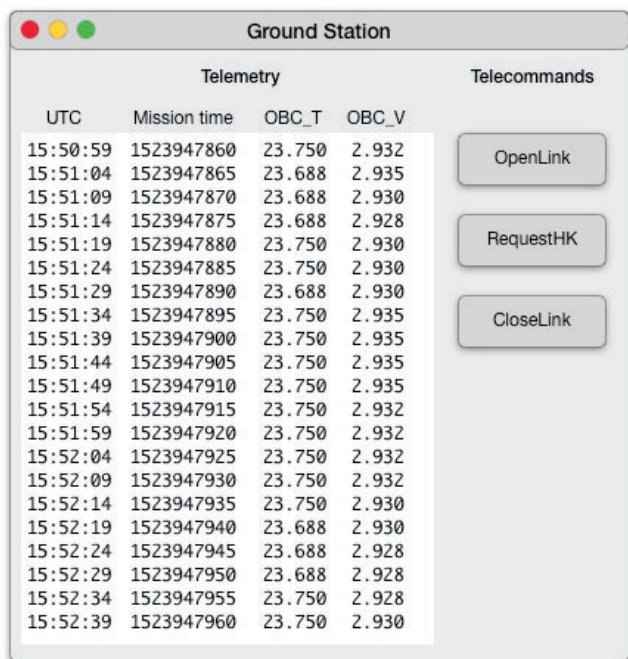 Ground Station
Telemetry Telecommands
UTC Mission time OBC_T OBC_V
15:50:59 1523947860 23.750 2.932
15:51:04 1523947865 23.688 2.935
15:51:09 1523947870 23.688 2.930
15:51:14 1523947875 23.688 2.928
15:51:19 1523947880 23.750 2.930
15:51:24 1523947885 23.750 2.930
15:51:29 1523947890 23.688 2.930
15:51:34 1523947895 23.750 2.935
15:51:39 1523947900 23.750 2.935
15:51:44 1523947905 23.750 2.935
15:51:49 1523947910 23.750 2.935
15:51:54 1523947915 23.750 2.932
15:51:59 1523947920 23.750 2.932
15:52:04 1523947925 23.750 2.932
15:52:09 1523947930 23.750 2.932
15:52:14 1523947935 23.750 2.930
15:52:19 1523947940 23.688 2.930
15:52:24 1523947945 23.688 2.928
15:52:29 1523947950 23.688 2.928
15:52:34 1523947955 23.750 2.928
15:52:39 1523947960 23.750 2.930
OpenLink
RequestHK
CloseLink